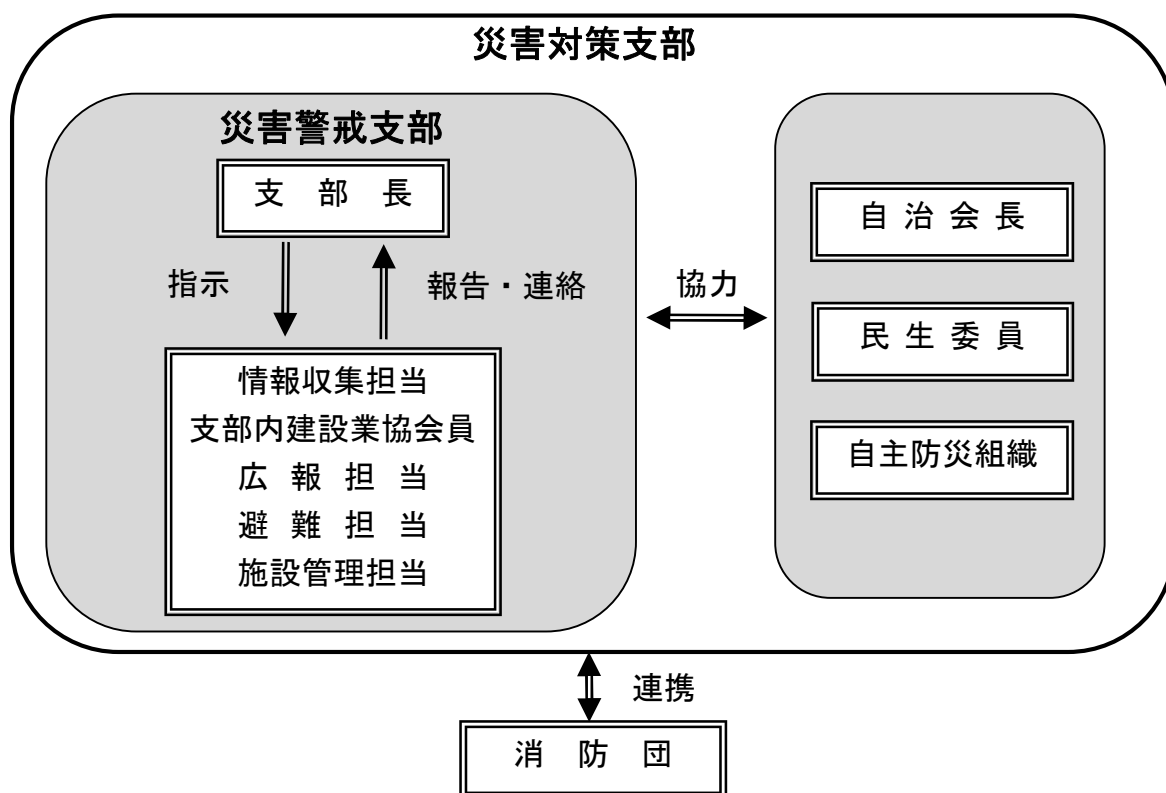 災害対策支部
災害警戒支部
支部長
指示
報告・連絡
情報収集担当
支部内建設業協会員
広報担当
避難担当
施設管理担当
協力
自治会長
民生委員
自主防災組織
連携
消防団